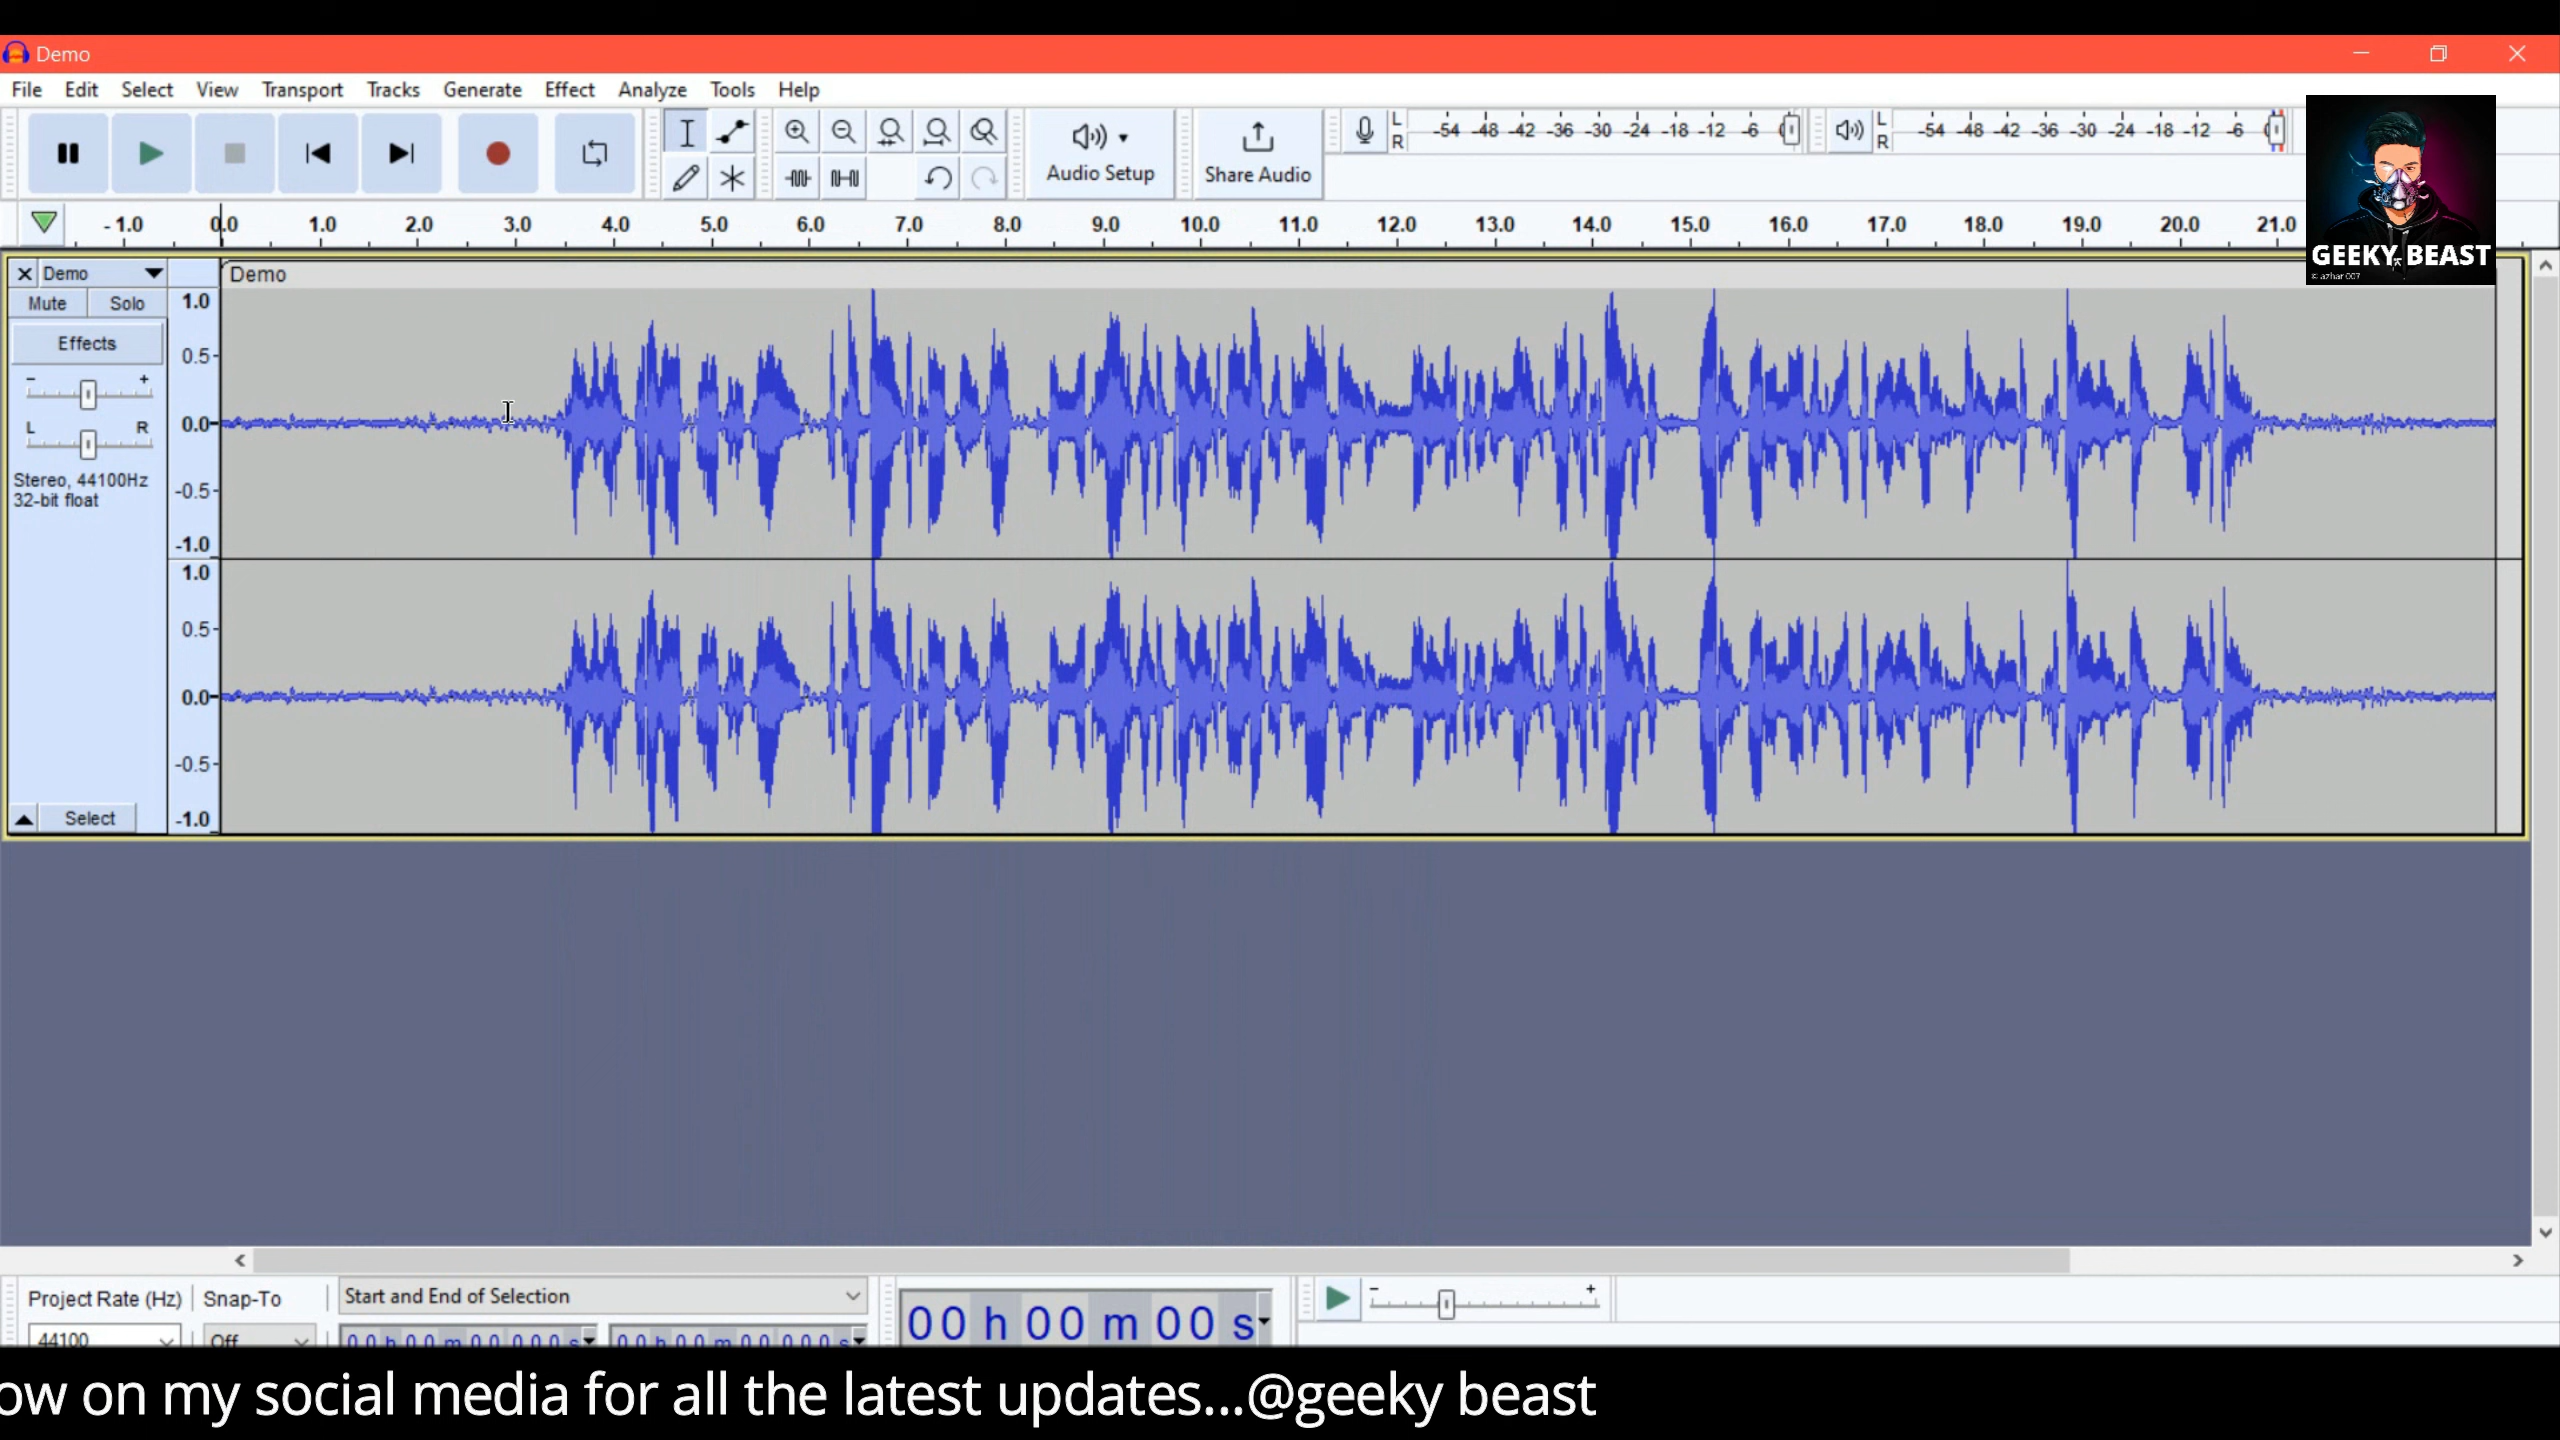 Demo
File Edit Select View Transport Tracks Generate Effect Analyze Tools Help
L R -54 -48 -42 -36 -30 -24 -18 -12 -6 0
L R -54 -48 -42 -36 -30 -24 -18 -12 -6 0
Audio Setup
Share Audio
-1.0 0.0 1.0 2.0 3.0 4.0 5.0 6.0 7.0 8.0 9.0 10.0 11.0 12.0 13.0 14.0 15.0 16.0 17.0 18.0 19.0 20.0 21.0
GEEKY BEAST
© azhar 007
Demo
Demo
Mute Solo
Effects
- +
L R
Stereo, 44100Hz
32-bit float
Select
1.0
0.5-
0.0-
-0.5-
-1.0
1.0
0.5-
0.0-
-0.5-
-1.0
Project Rate (Hz) Snap-To
Start and End of Selection
44100 Off
00 h 00 m 00.000 s 00 h 00 m 00.000 s
00 h 00 m 00 s
- +
ow on my social media for all the latest updates...@geeky beast